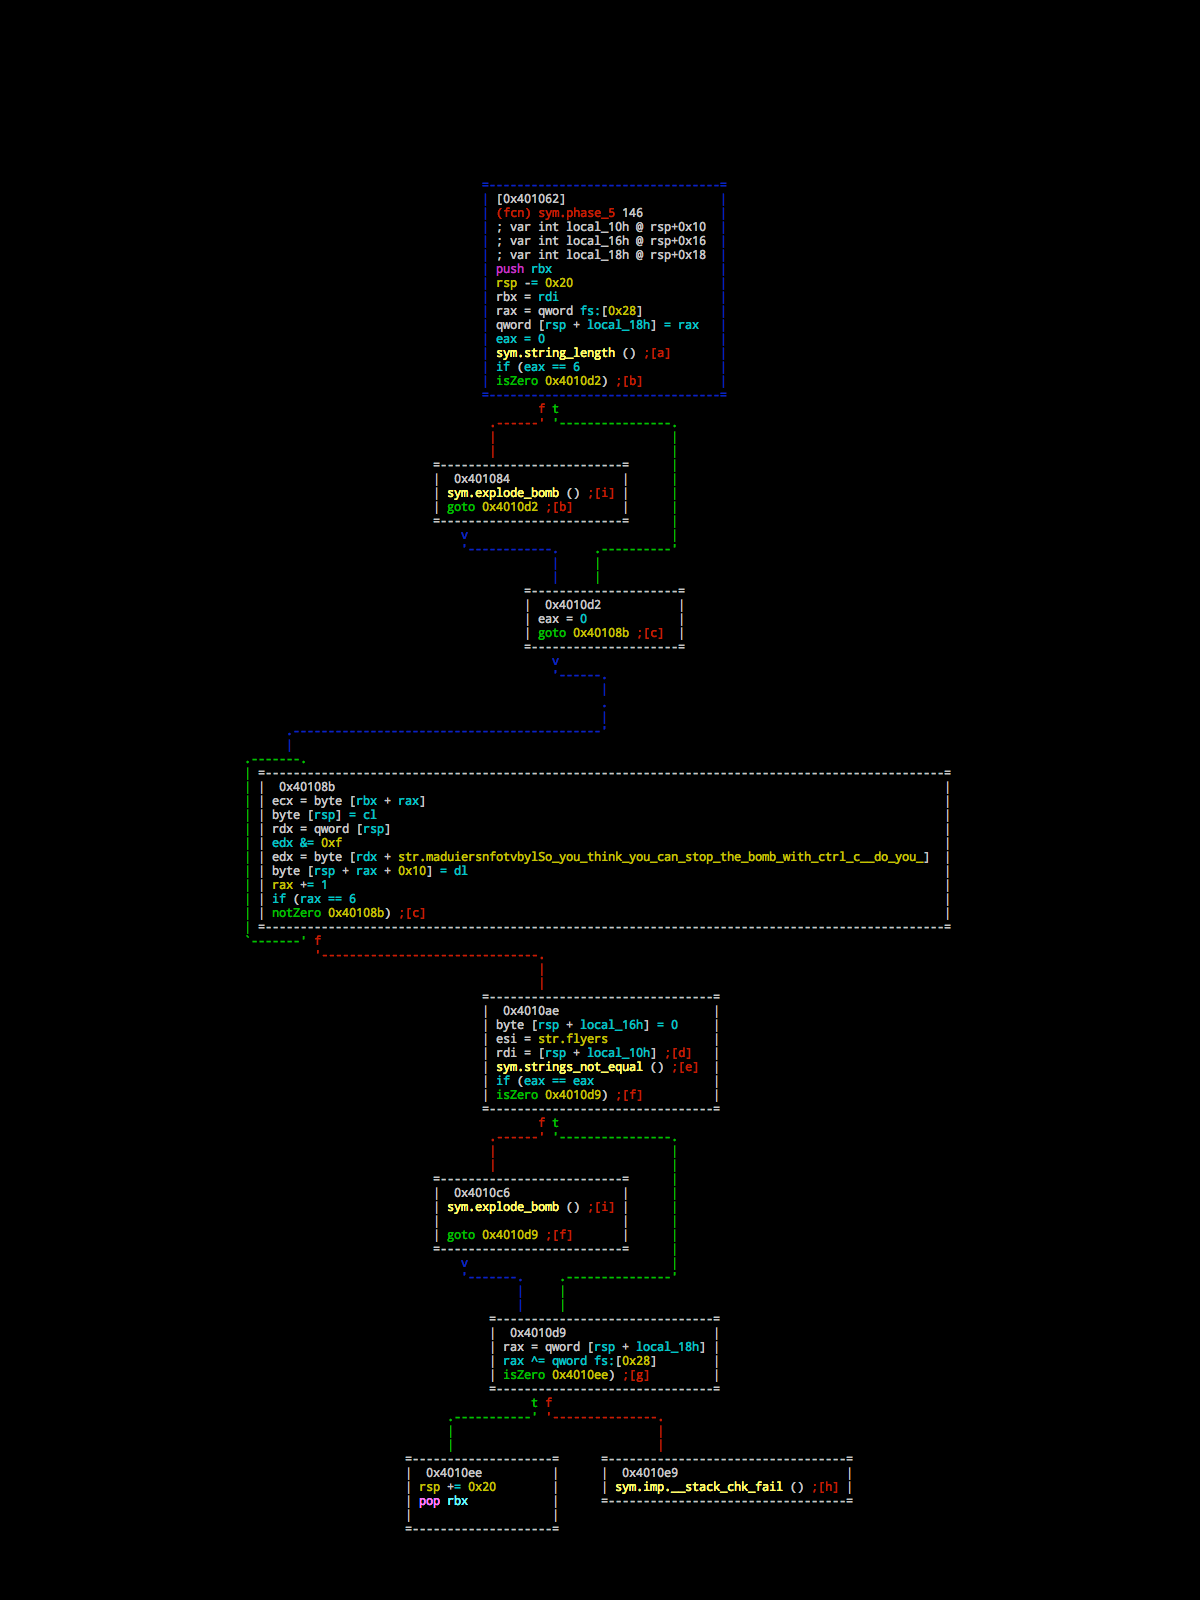 [0x401062]
(fcn) sym.phase_5 146
; var int local_10h @ rsp+0x10
; var int local_16h @ rsp+0x16
; var int local_18h @ rsp+0x18
push rbx
rsp -= 0x20
rbx = rdi
rax = qword fs:[0x28]
qword [rsp + local_18h] = rax
eax = 0
sym.string_length () ;[a]
if (eax == 6
isZero 0x4010d2) ;[b]
f t
0x401084
sym.explode_bomb () ;[i]
goto 0x4010d2 ;[b]
v
0x4010d2
eax = 0
goto 0x40108b ;[c]
v
0x40108b
ecx = byte [rbx + rax]
byte [rsp] = cl
rdx = qword [rsp]
edx &= 0xf
edx = byte [rdx + str.maduiersnfotvbylSo_you_think_you_can_stop_the_bomb_with_ctrl_c__do_you_]
byte [rsp + rax + 0x10] = dl
rax += 1
if (rax == 6
notZero 0x40108b) ;[c]
f
0x4010ae
byte [rsp + local_16h] = 0
esi = str.flyers
rdi = [rsp + local_10h] ;[d]
sym.strings_not_equal () ;[e]
if (eax == eax
isZero 0x4010d9) ;[f]
f t
0x4010c6
sym.explode_bomb () ;[i]
goto 0x4010d9 ;[f]
v
0x4010d9
rax = qword [rsp + local_18h]
rax ^= qword fs:[0x28]
isZero 0x4010ee) ;[g]
t f
0x4010ee
rsp += 0x20
pop rbx
0x4010e9
sym.imp.__stack_chk_fail () ;[h]